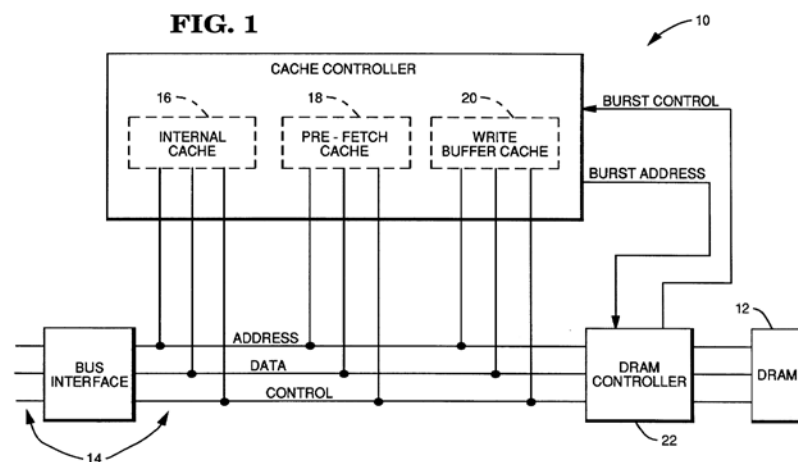 FIG. 1
10
CACHE CONTROLLER
16
18
20
INTERNAL
CACHE
PRE - FETCH
CACHE
WRITE
BUFFER CACHE
BURST CONTROL
BURST ADDRESS
12
BUS
INTERFACE
ADDRESS
DATA
CONTROL
DRAM
CONTROLLER
DRAM
14
22